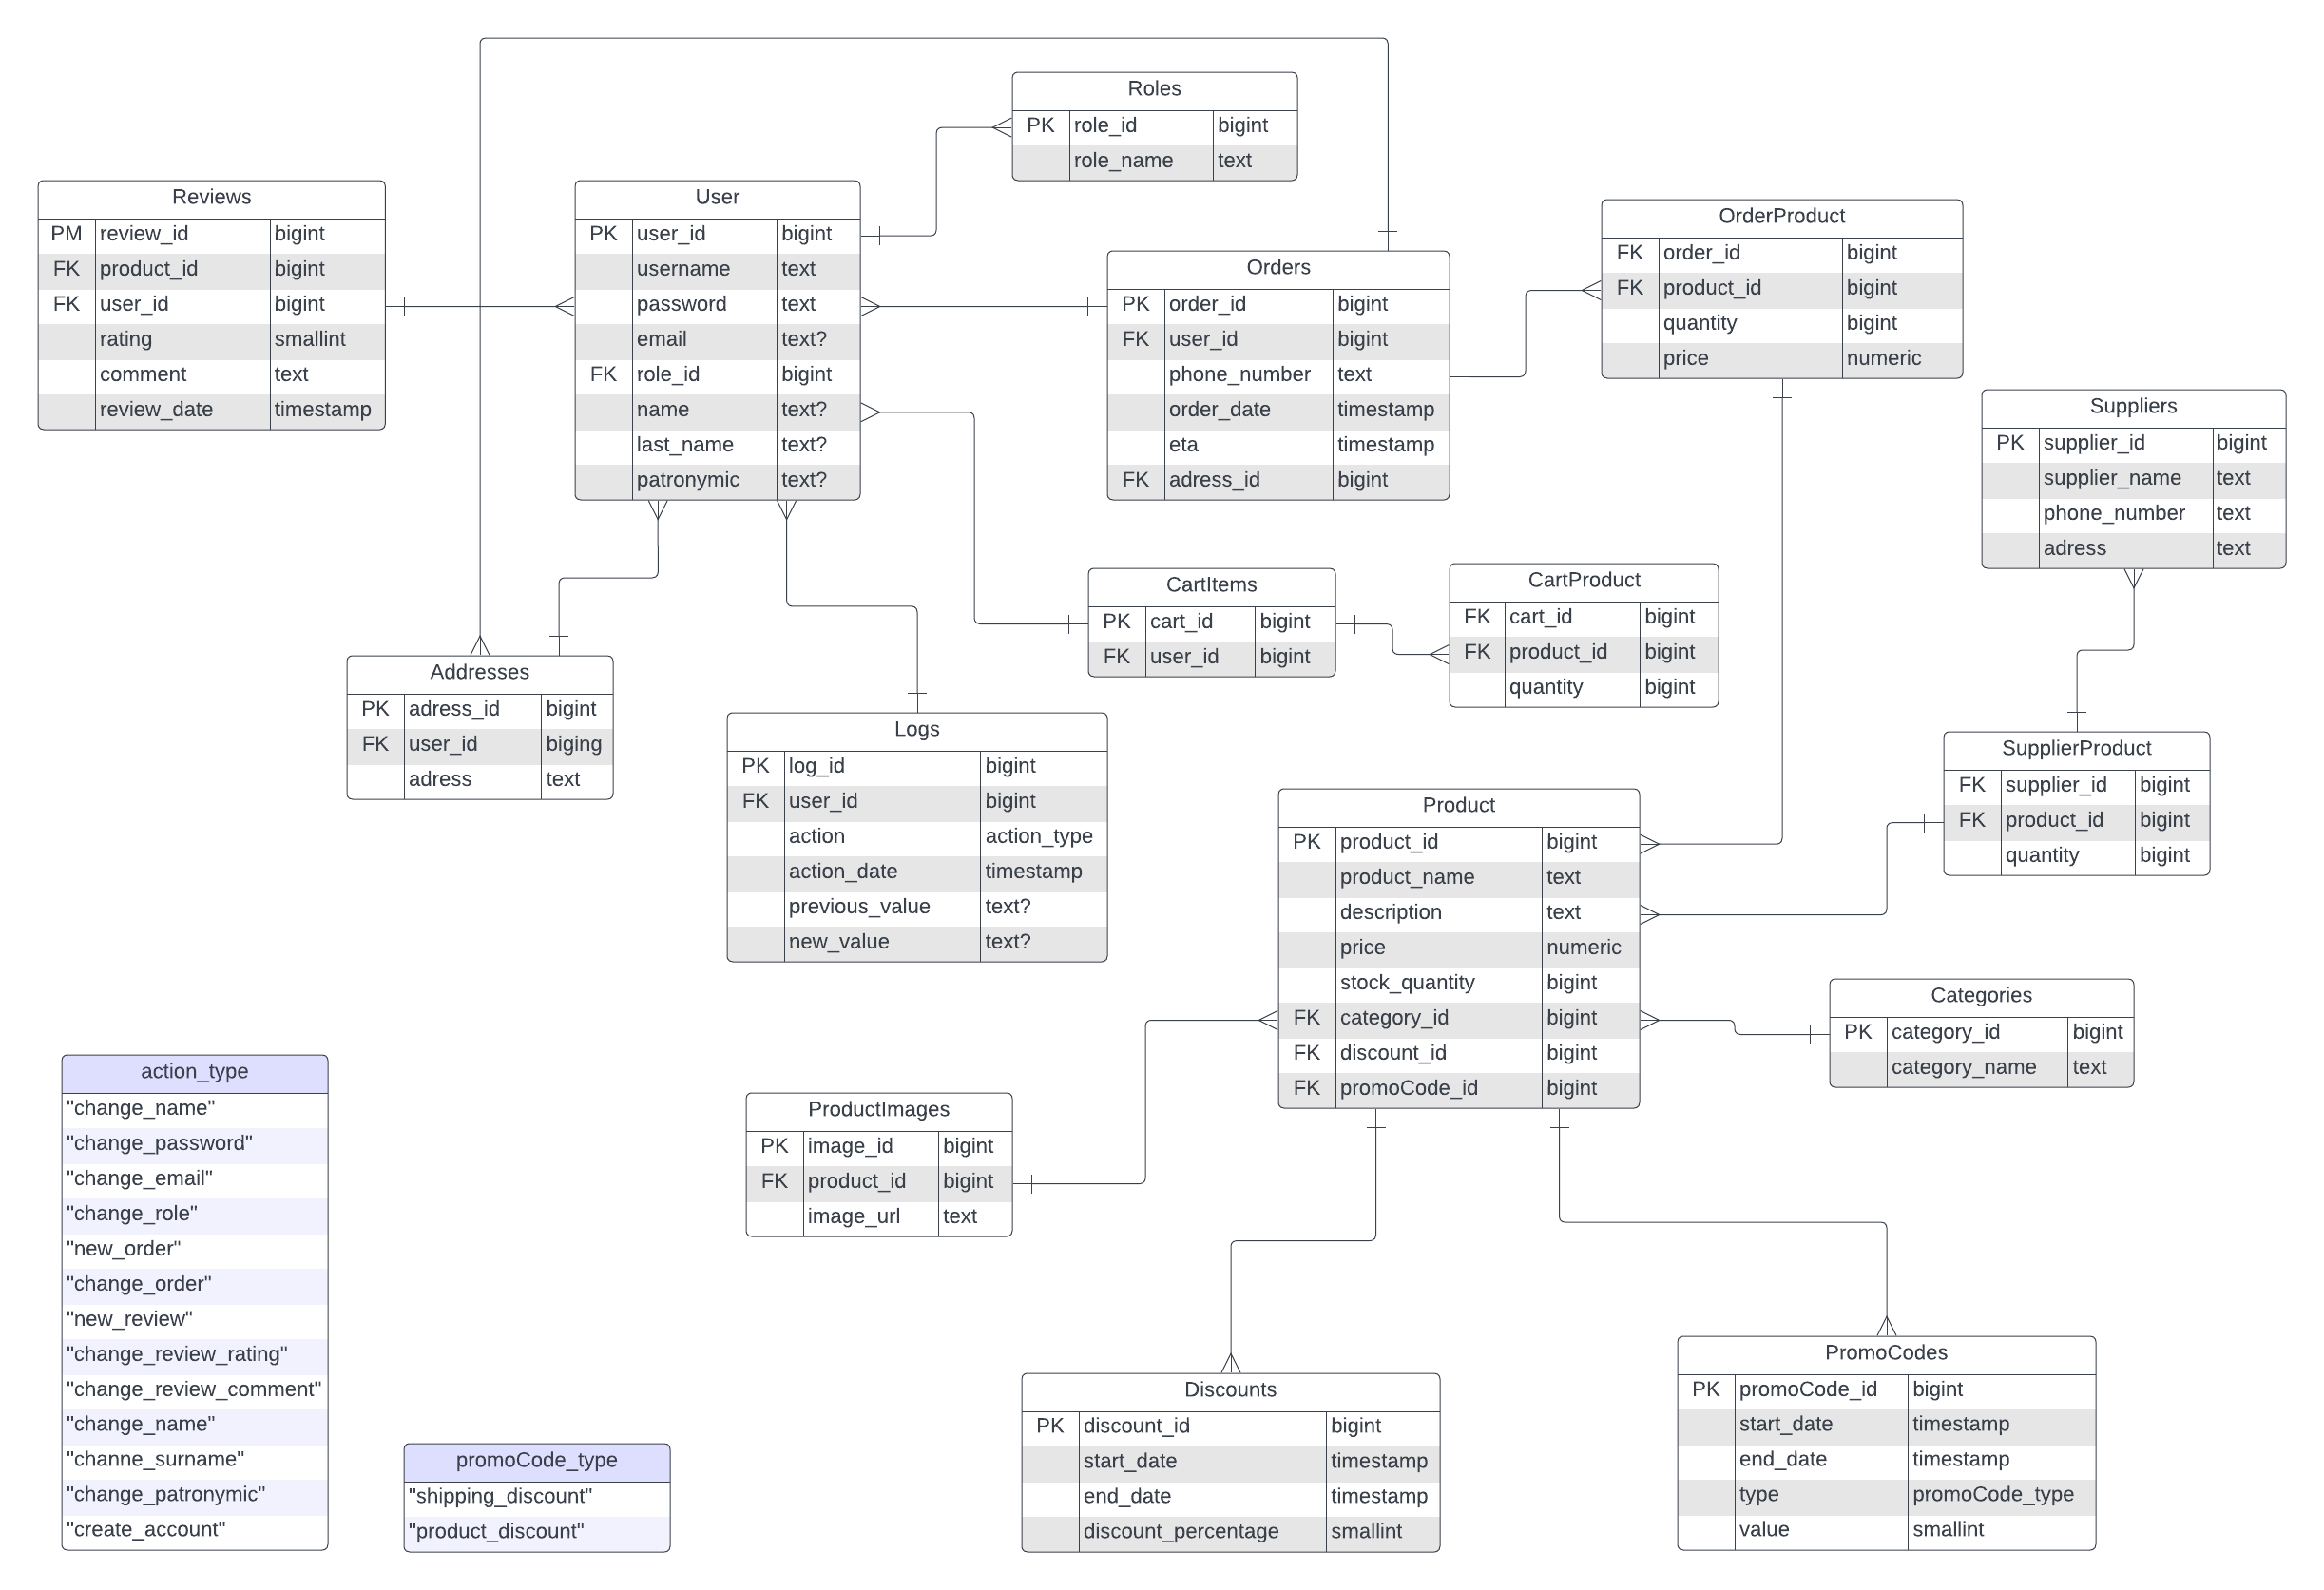 Roles
PK role_id bigint
role_name text
Reviews
PM review_id bigint
FK product_id bigint
FK user_id bigint
rating smallint
comment text
review_date timestamp
User
PK user_id bigint
username text
password text
email text?
FK role_id bigint
name text?
last_name text?
patronymic text?
Orders
PK order_id bigint
FK user_id bigint
phone_number text
order_date timestamp
eta timestamp
FK adress_id bigint
OrderProduct
FK order_id bigint
FK product_id bigint
quantity bigint
price numeric
Suppliers
PK supplier_id bigint
supplier_name text
phone_number text
adress text
CartItems
PK cart_id bigint
FK user_id bigint
CartProduct
FK cart_id bigint
FK product_id bigint
quantity bigint
Addresses
PK adress_id bigint
FK user_id biging
adress text
Logs
PK log_id bigint
FK user_id bigint
action action_type
action_date timestamp
previous_value text?
new_value text?
SupplierProduct
FK supplier_id bigint
FK product_id bigint
quantity bigint
Product
PK product_id bigint
product_name text
description text
price numeric
stock_quantity bigint
FK category_id bigint
FK discount_id bigint
FK promoCode_id bigint
Categories
PK category_id bigint
category_name text
action_type
"change_name"
"change_password"
"change_email"
"change_role"
"new_order"
"change_order"
"new_review"
"change_review_rating"
"change_review_comment"
"change_name"
"channe_surname"
"change_patronymic"
"create_account"
ProductImages
PK image_id bigint
FK product_id bigint
image_url text
promoCode_type
"shipping_discount"
"product_discount"
Discounts
PK discount_id bigint
start_date timestamp
end_date timestamp
discount_percentage smallint
PromoCodes
PK promoCode_id bigint
start_date timestamp
end_date timestamp
type promoCode_type
value smallint